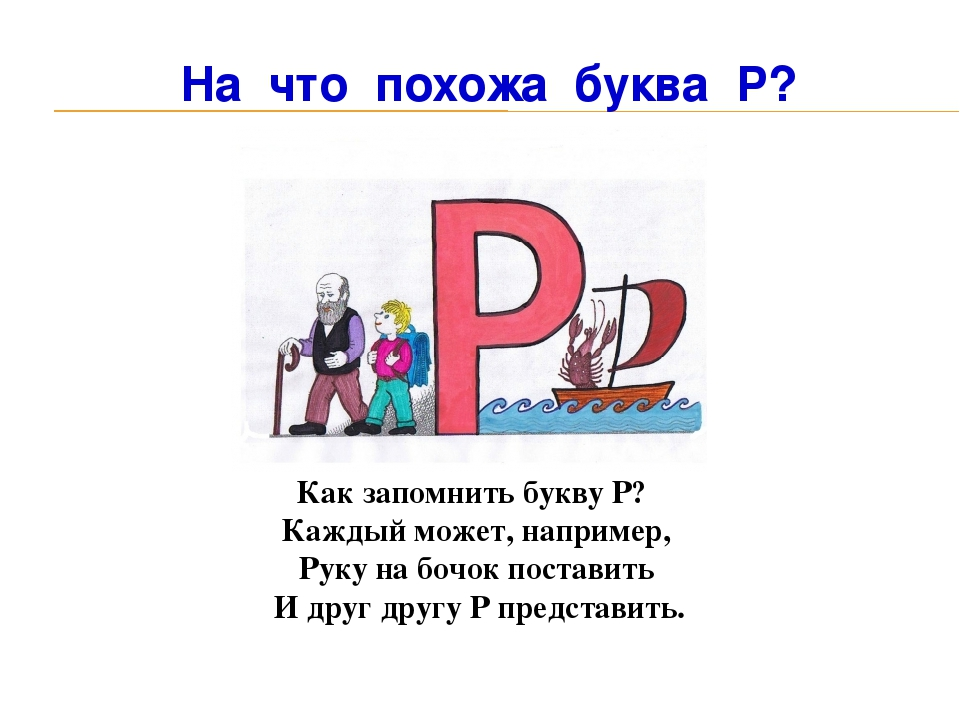 На что похожа буква Р?
Р
Как запомнить букву Р?
Каждый может, например,
Руку на бочок поставить
И друг другу Р представить.